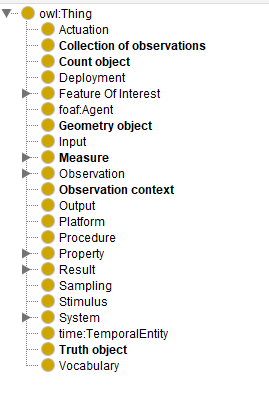 owl:Thing
Actuation
Collection of observations
Count object
Deployment
Feature Of Interest
foaf:Agent
Geometry object
Input
Measure
Observation
Observation context
Output
Platform
Procedure
Property
Result
Sampling
Stimulus
System
time:TemporalEntity
Truth object
Vocabulary